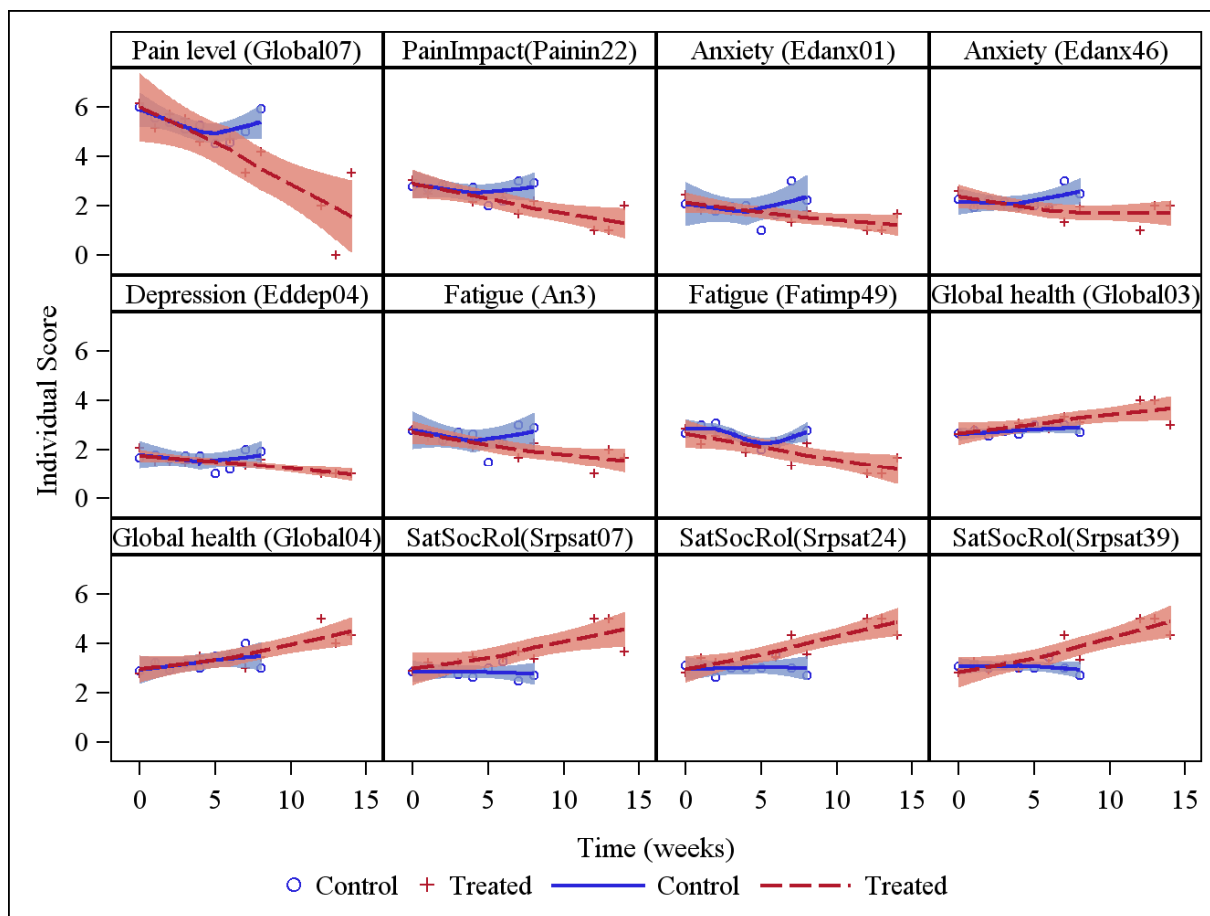 Pain level (Global07) PainImpact(Painin22) Anxiety (Edanx01) Anxiety (Edanx46)
6
4
2
0
Depression (Eddep04) Fatigue (An3) Fatigue (Fatimp49) Global health (Global03)
6
4
2
0
Individual Score
Global health (Global04) SatSocRol(Srpsat07) SatSocRol(Srpsat24) SatSocRol(Srpsat39)
6
4
2
0
0 5 10 15 0 5 10 15 0 5 10 15 0 5 10 15
Time (weeks)
Control Treated Control Treated